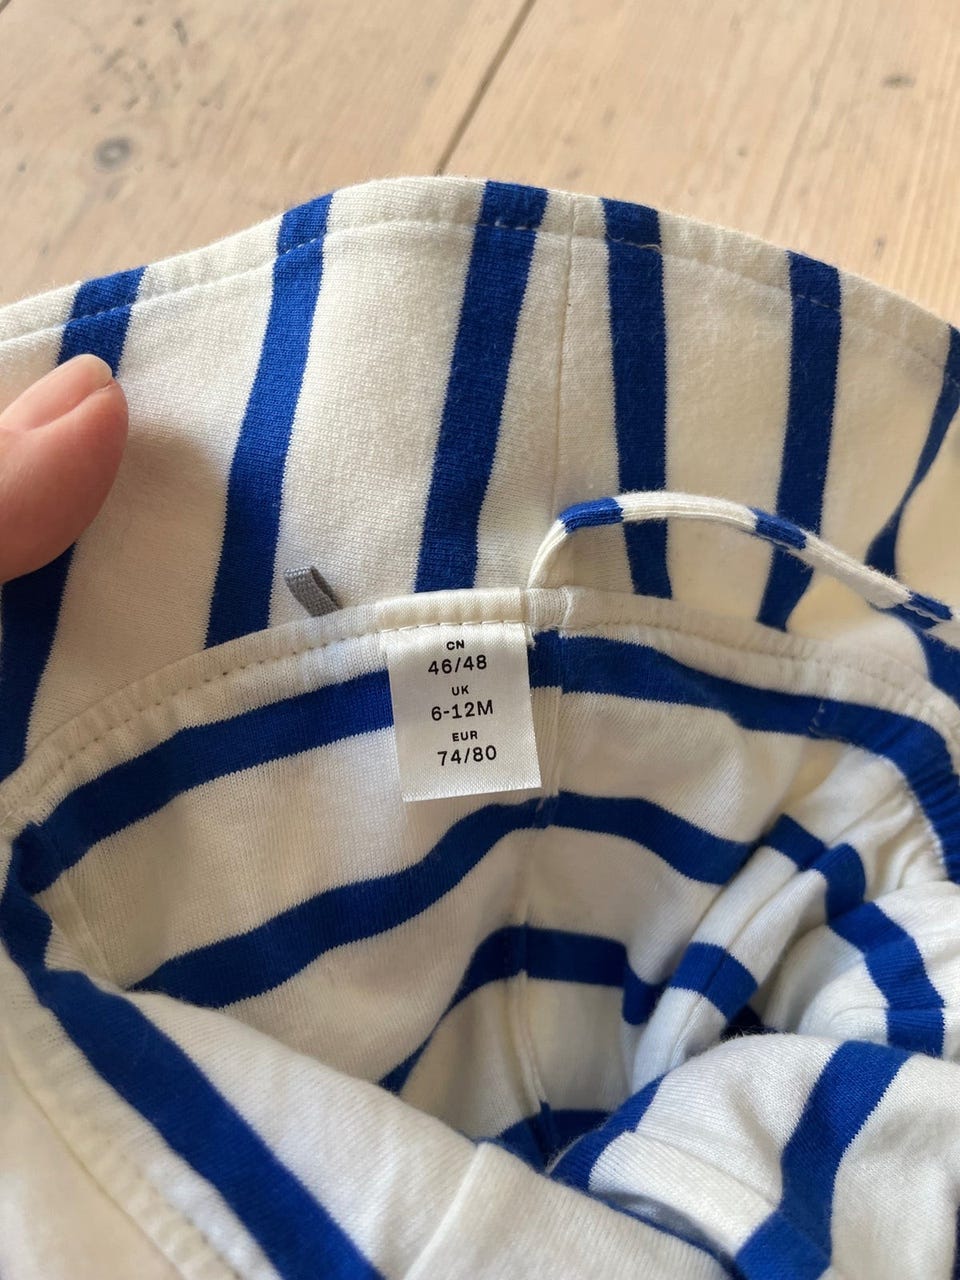 CN
46/48
UK
6-12M
EUR
74/80